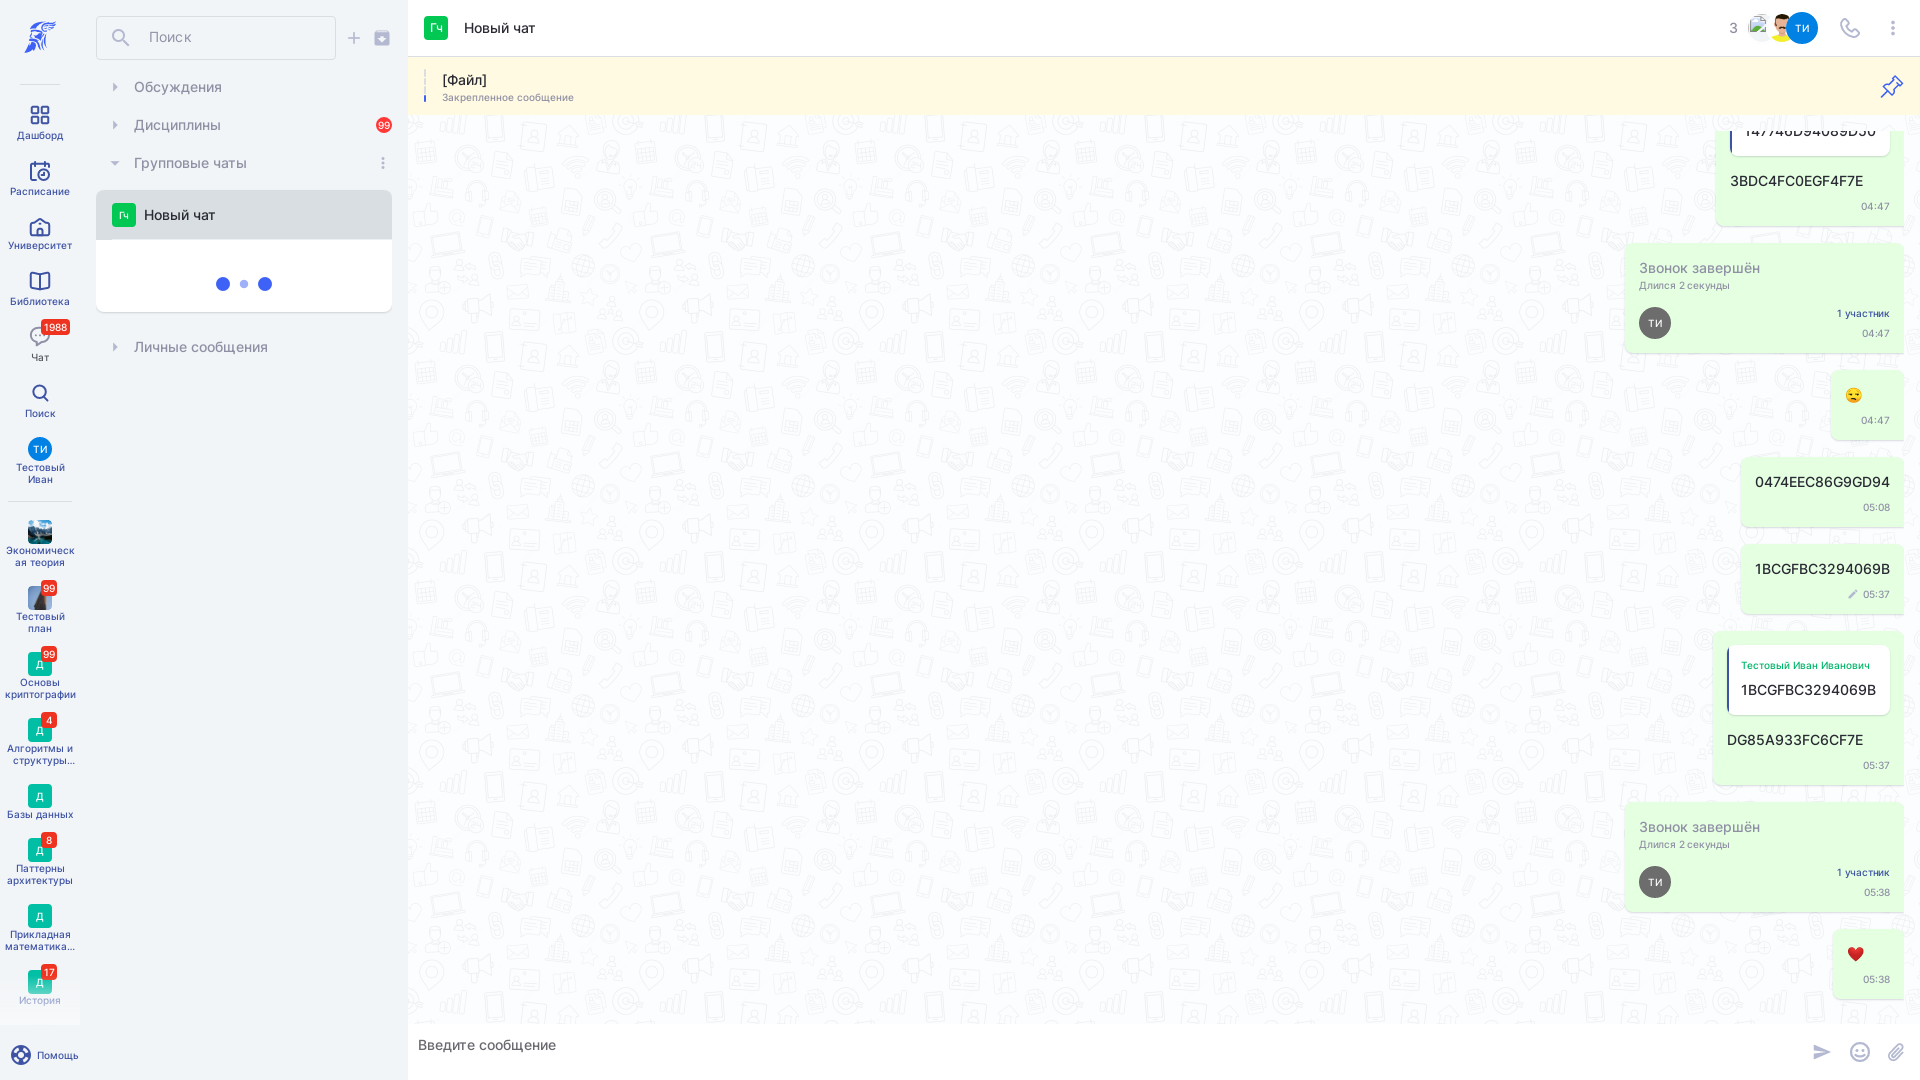 Дашборд
Расписание
Университет
Библиотека
1988
Чат
Поиск
ТИ
Тестовый
Иван
Экономическ
ая теория
99
Тестовый
план
99
Д
Основы
криптографии
4
Д
Алгоритмы и
структуры...
Д
Базы данных
8
Д
Паттерны
архитектуры
Д
Прикладная
математика...
17
Д
История
Помощь
Поиск
Обсуждения
Дисциплины 99
Групповые чаты
Гч Новый чат
Личные сообщения
Гч Новый чат 3 ТИ
[Файл]
Закрепленное сообщение
147746D94089D50
3BDC4FC0EGF4F7E
04:47
Звонок завершён
Длился 2 секунды
ТИ
1 участник
04:47
04:47
0474EEC86G9GD94
05:08
1BCGFBC3294069B
05:37
Тестовый Иван Иванович
1BCGFBC3294069B
DG85A933FC6CF7E
05:37
Звонок завершён
Длился 2 секунды
ТИ
1 участник
05:38
05:38
Введите сообщение